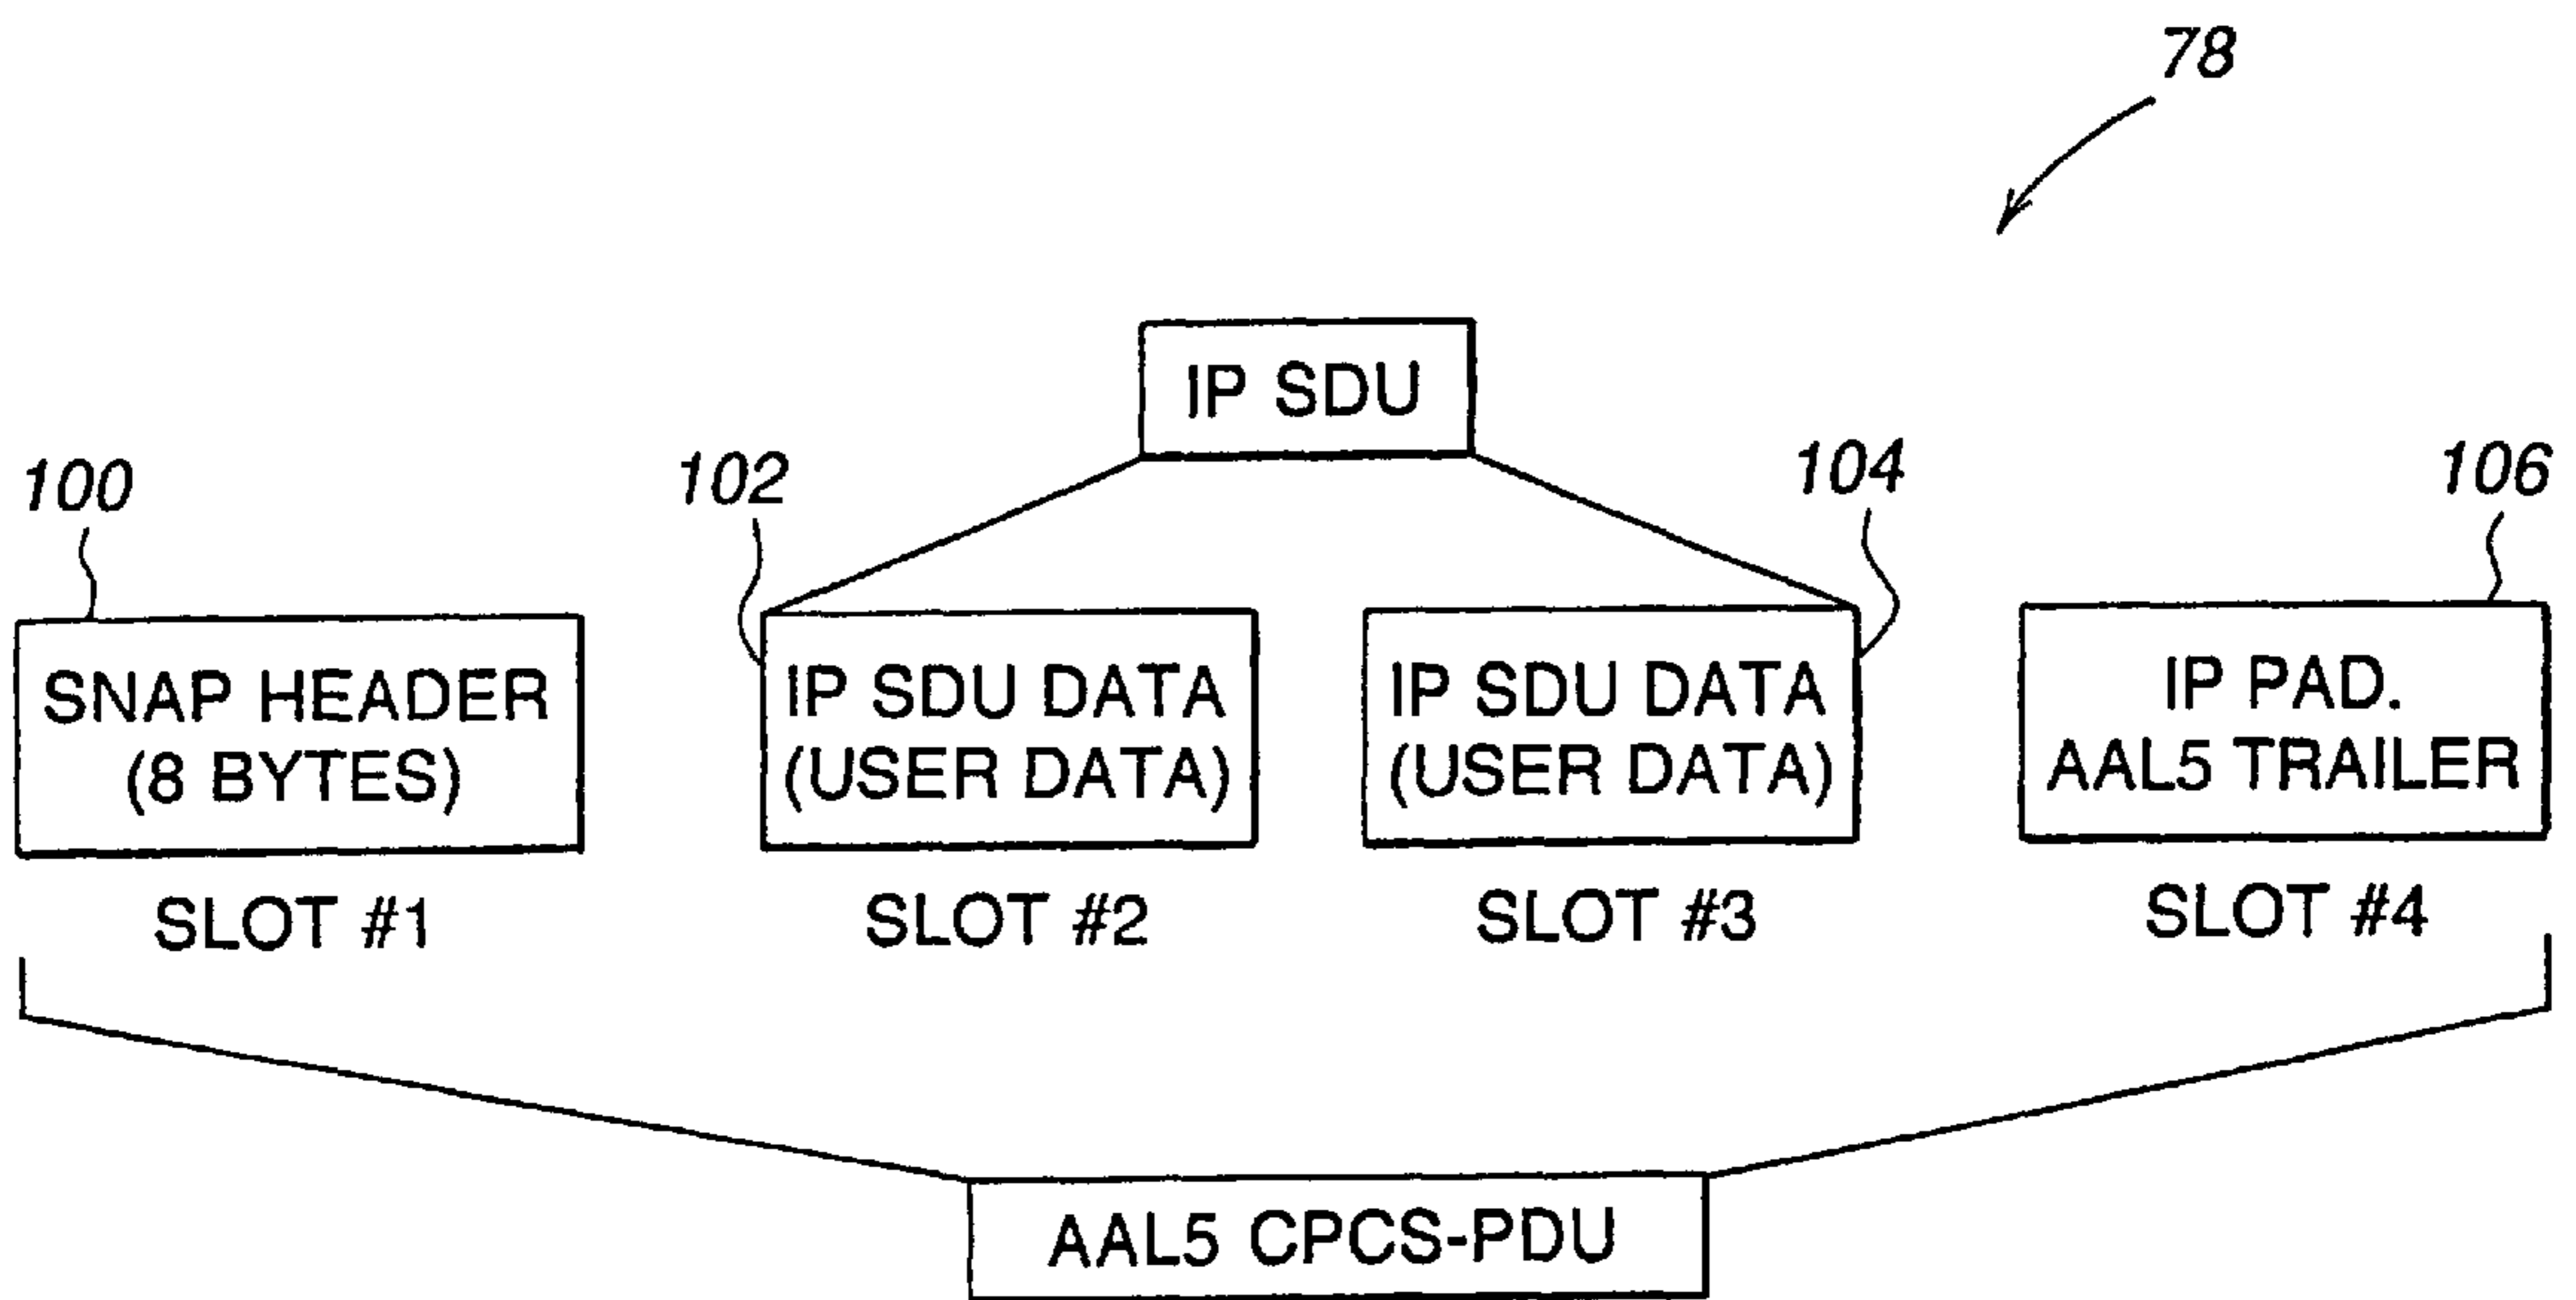 78
IP SDU
100
102
104
106
SNAP HEADER
(8 BYTES)
IP SDU DATA
(USER DATA)
IP SDU DATA
(USER DATA)
IP PAD.
AAL5 TRAILER
SLOT #1
SLOT #2
SLOT #3
SLOT #4
AAL5 CPCS-PDU